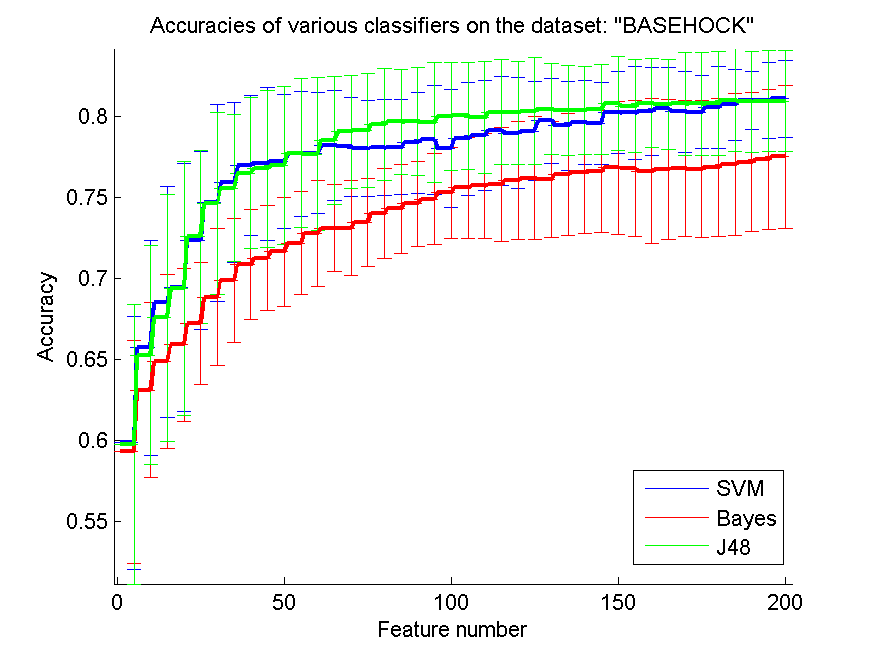 Accuracies of various classifiers on the dataset: "BASEHOCK"
0.8
0.75
0.7
0.65
0.6
0.55
Accuracy
SVM
Bayes
J48
0 50 100 150 200
Feature number